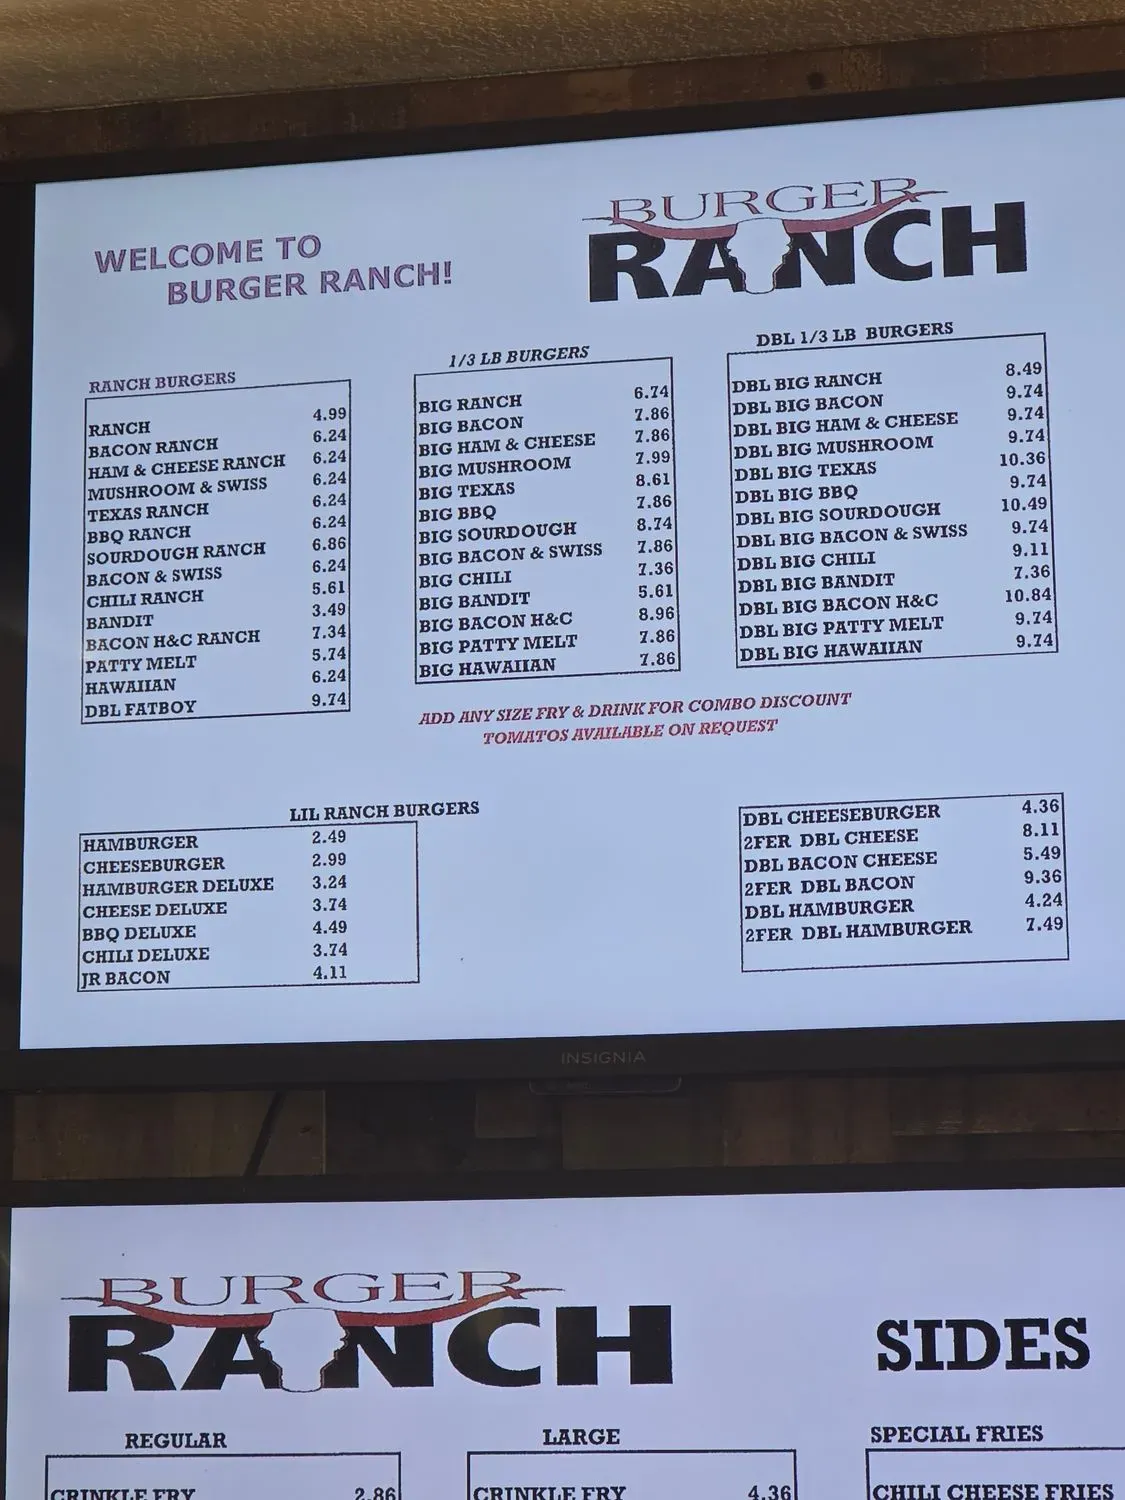 WELCOME TO
BURGER RANCH!
BURGER
RANCH
RANCH BURGERS
RANCH 4.99
BACON RANCH 6.24
HAM & CHEESE RANCH 6.24
MUSHROOM & SWISS 6.24
TEXAS RANCH 6.24
BBQ RANCH 6.24
SOURDOUGH RANCH 6.86
BACON & SWISS 6.24
CHILI RANCH 5.61
BANDIT 3.49
BACON H&C RANCH 7.34
PATTY MELT 5.74
HAWAIIAN 6.24
DBL FATBOY 9.74
1/3 LB BURGERS
BIG RANCH 6.74
BIG BACON 7.86
BIG HAM & CHEESE 7.86
BIG MUSHROOM 7.99
BIG TEXAS 8.61
BIG BBQ 7.86
BIG SOURDOUGH 8.74
BIG BACON & SWISS 7.86
BIG CHILI 7.36
BIG BANDIT 5.61
BIG BACON H&C 8.96
BIG PATTY MELT 7.86
BIG HAWAIIAN 7.86
DBL 1/3 LB BURGERS
DBL BIG RANCH 8.49
DBL BIG BACON 9.74
DBL BIG HAM & CHEESE 9.74
DBL BIG MUSHROOM 9.74
DBL BIG TEXAS 10.36
DBL BIG BBQ 9.74
DBL BIG SOURDOUGH 10.49
DBL BIG BACON & SWISS 9.74
DBL BIG CHILI 9.11
DBL BIG BANDIT 7.36
DBL BIG BACON H&C 10.84
DBL BIG PATTY MELT 9.74
DBL BIG HAWAIIAN 9.74
ADD ANY SIZE FRY & DRINK FOR COMBO DISCOUNT
TOMATOS AVAILABLE ON REQUEST
LIL RANCH BURGERS
HAMBURGER 2.49
CHEESEBURGER 2.99
HAMBURGER DELUXE 3.24
CHEESE DELUXE 3.74
BBQ DELUXE 4.49
CHILI DELUXE 3.74
JR BACON 4.11
DBL CHEESEBURGER 4.36
2FER DBL CHEESE 8.11
DBL BACON CHEESE 5.49
2FER DBL BACON 9.36
DBL HAMBURGER 4.24
2FER DBL HAMBURGER 7.49
INSIGNIA
BURGER
RANCH
SIDES
REGULAR
CRINKLE FRY 2.86
LARGE
CRINKLE FRY 4.36
SPECIAL FRIES
CHILI CHEESE FRIES